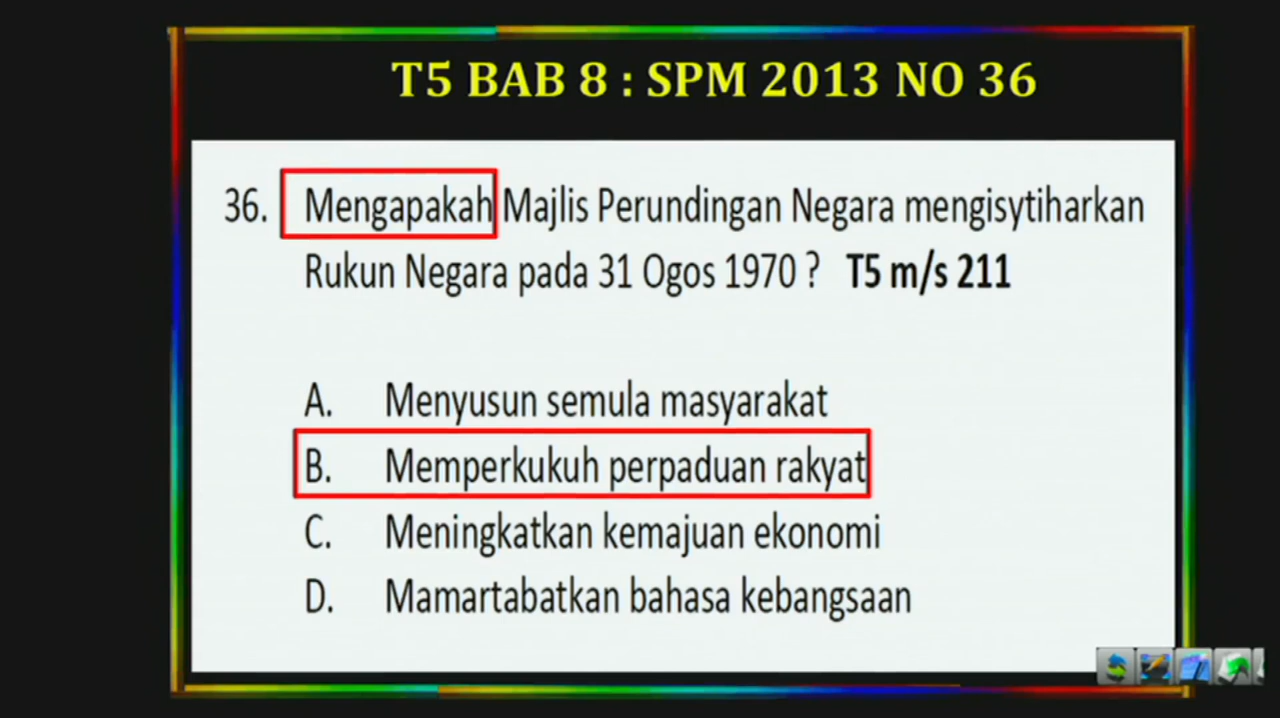 T5 BAB 8 : SPM 2013 NO 36
36. Mengapakah Majlis Perundingan Negara mengisytiharkan
Rukun Negara pada 31 Ogos 1970 ? T5 m/s 211
A. Menyusun semula masyarakat
B. Memperkukuh perpaduan rakyat
C. Meningkatkan kemajuan ekonomi
D. Mamartabatkan bahasa kebangsaan